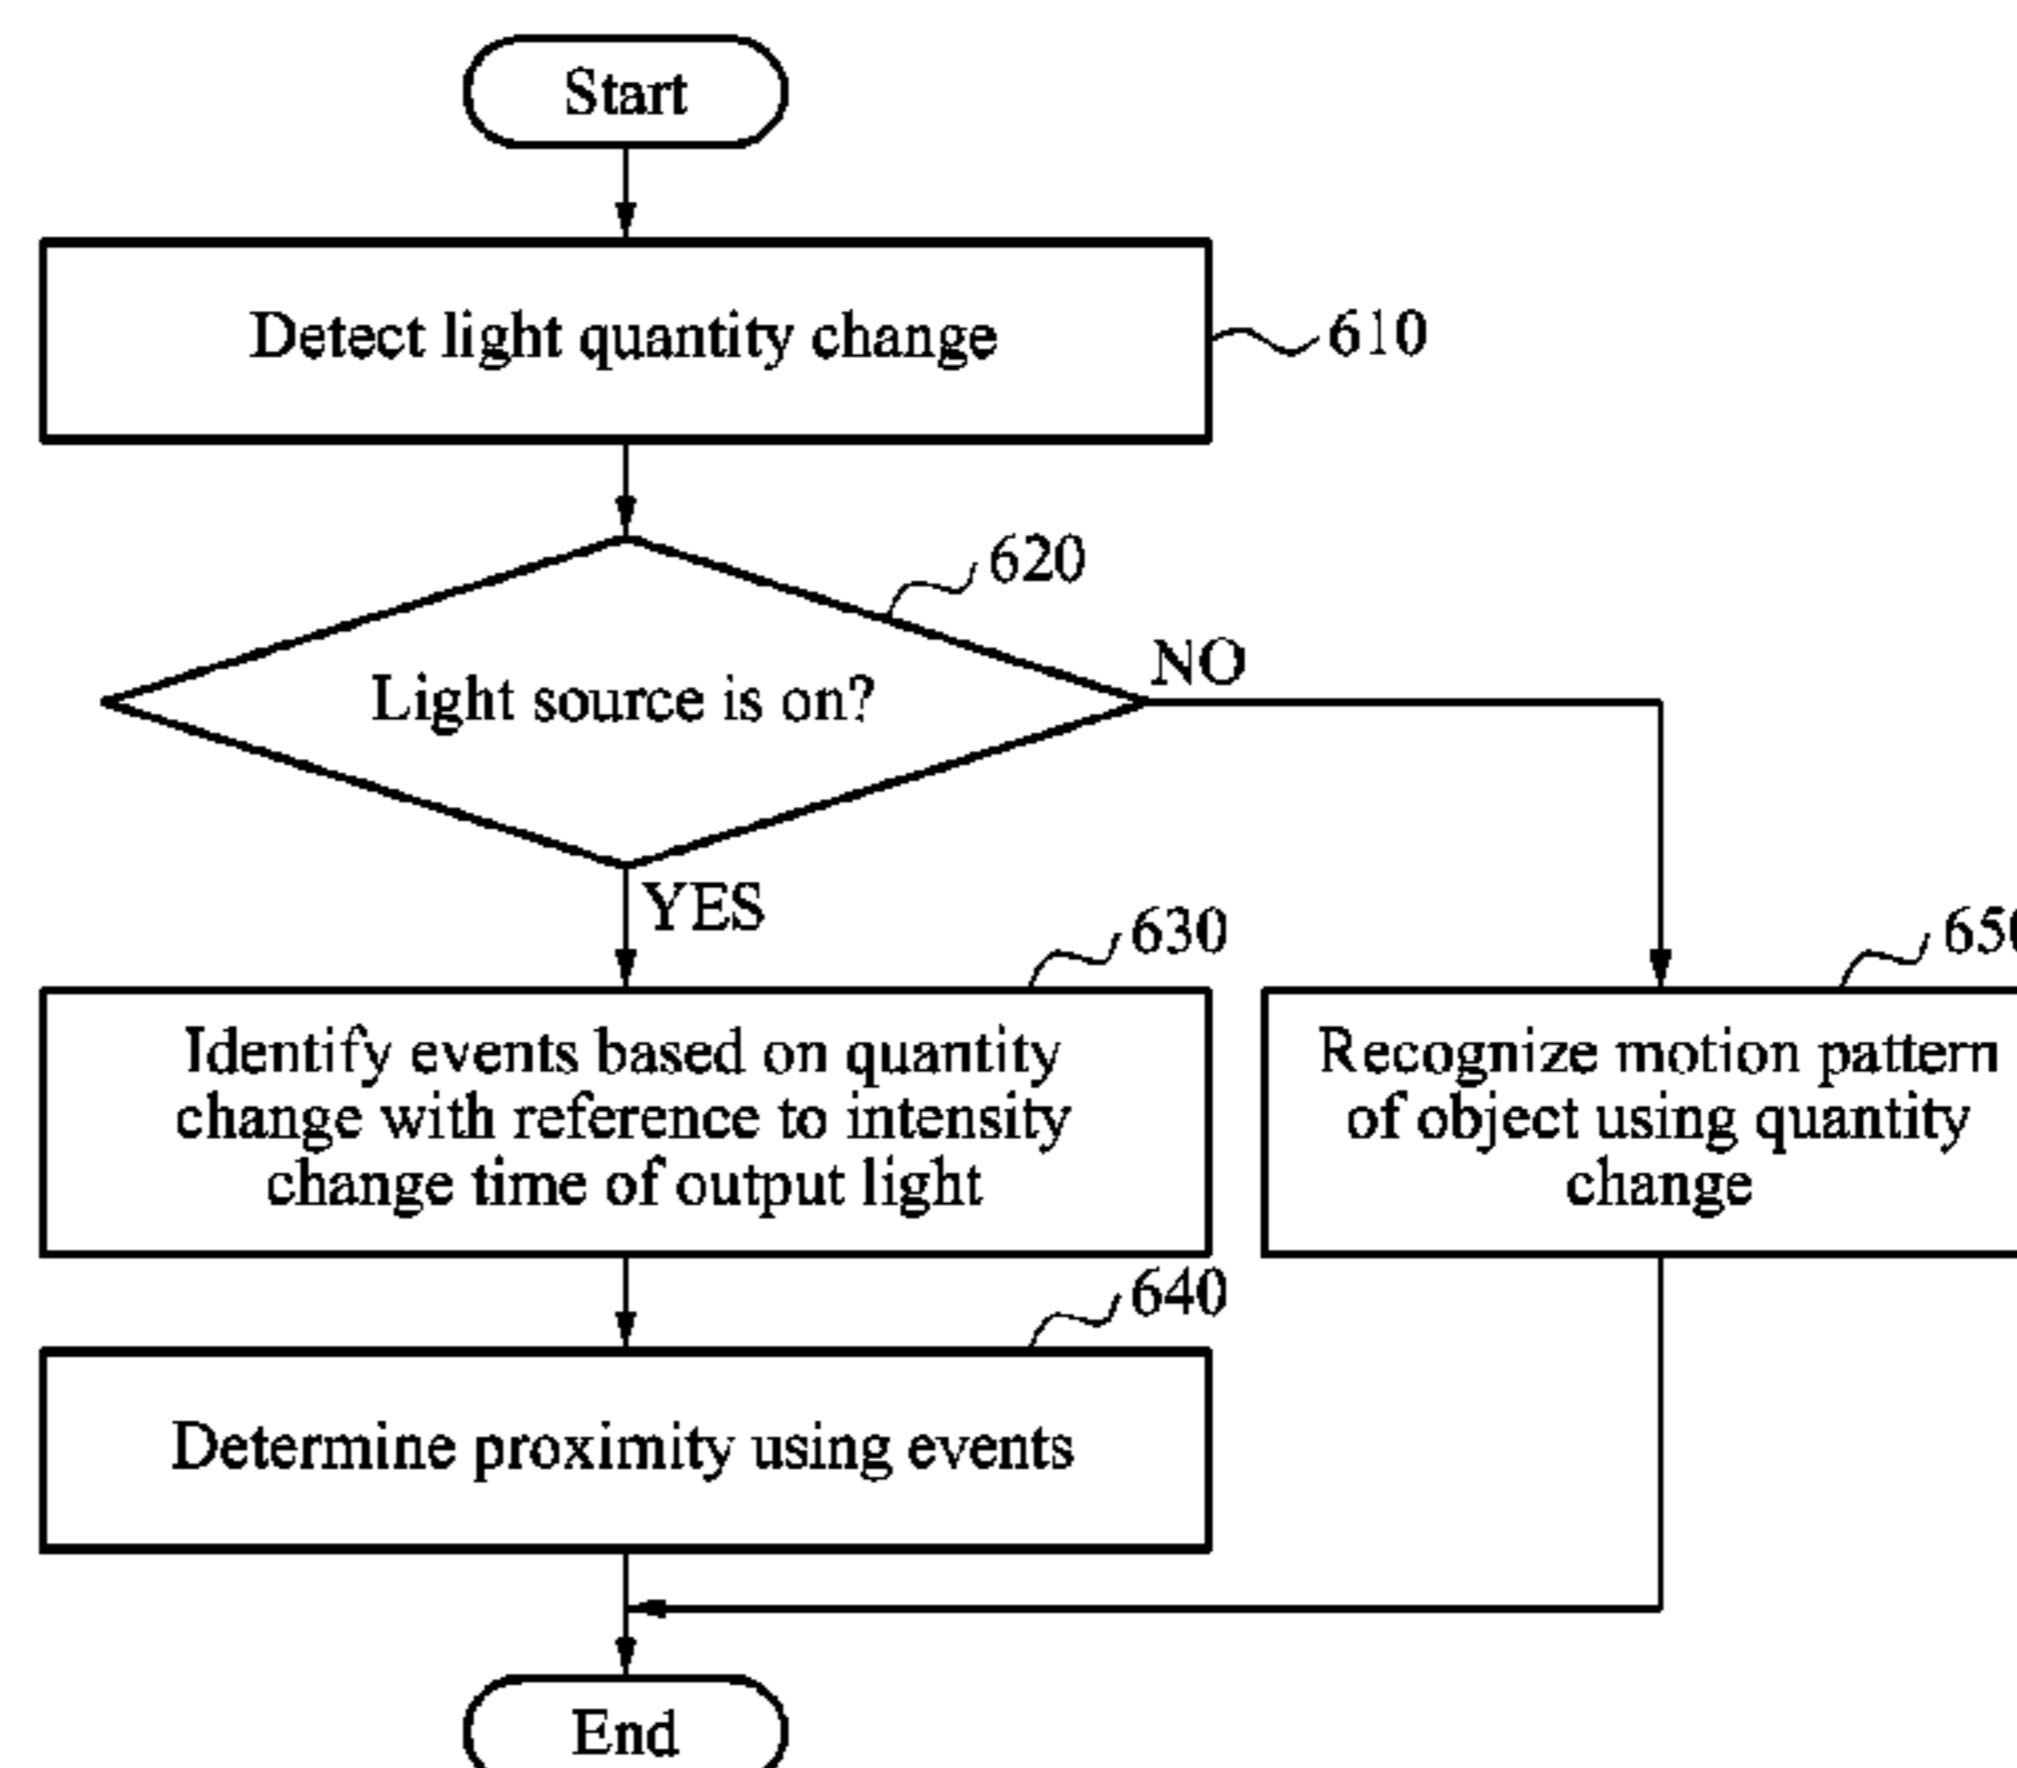 Start
Detect light quantity change
610
620
Light source is on?
NO
YES
630
Identify events based on quantity
change with reference to intensity
change time of output light
650
Recognize motion pattern
of object using quantity
change
640
Determine proximity using events
End